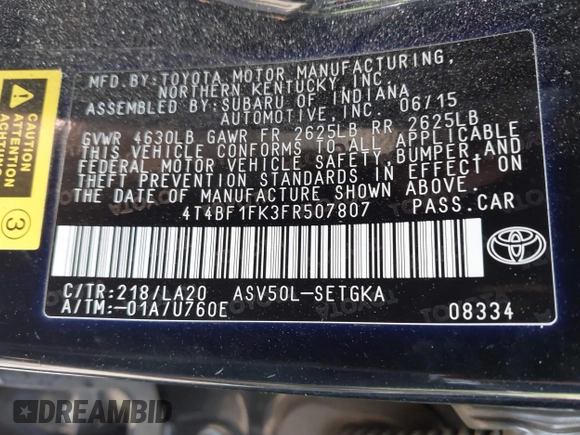 MFD.BY: TOYOTA MOTOR MANUFACTURING,
NORTHERN KENTUCKY, INC.
ASSEMBLED BY: SUBARU OF INDIANA
AUTOMOTIVE, INC. 06/15
GVWR 4630LB GAWR FR 2625LB RR 2625LB
THIS VEHICLE CONFORMS TO ALL APPLICABLE
FEDERAL MOTOR VEHICLE SAFETY, BUMPER, AND
THEFT PREVENTION STANDARDS IN EFFECT ON
THE DATE OF MANUFACTURE SHOWN ABOVE.
4T4BF1FK3FR507807 PASS.CAR
C/TR:218/LA20 ASV50L-SETGKA
A/TM:-01A/U760E 08334
TOYOTA
CAUTION
ATTENTION
3
DREAMBID